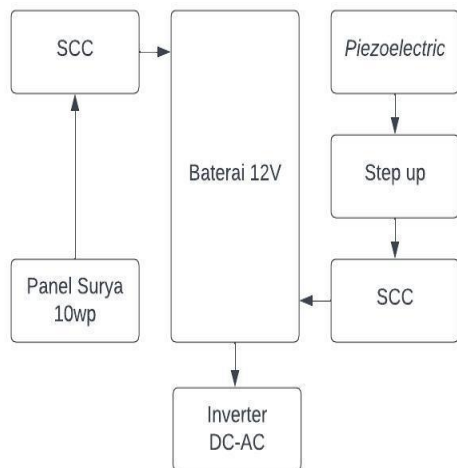 SCC
Baterai 12V
Piezoelectric
Step up
Panel Surya
10wp
SCC
Inverter
DC-AC